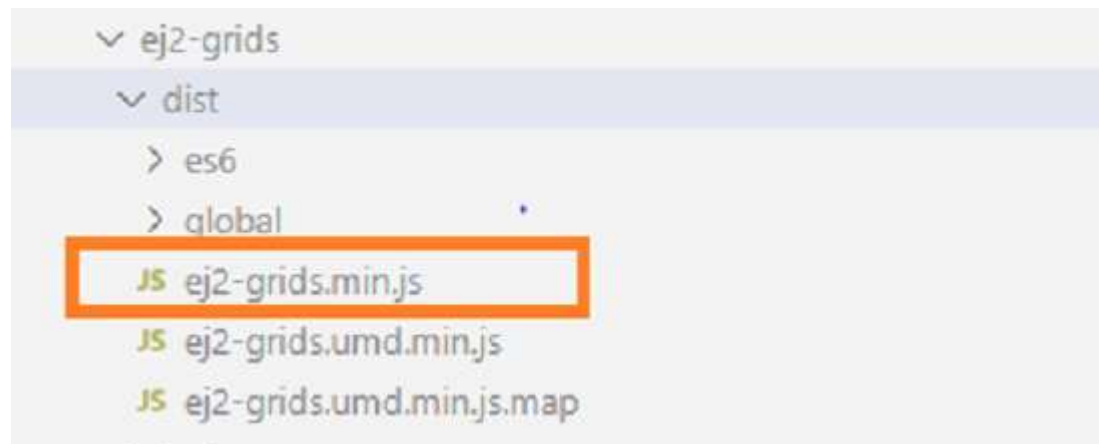 ej2-grids
dist
es6
global
JS ej2-grids.min.js
JS ej2-grids.umd.min.js
JS ej2-grids.umd.min.js.map